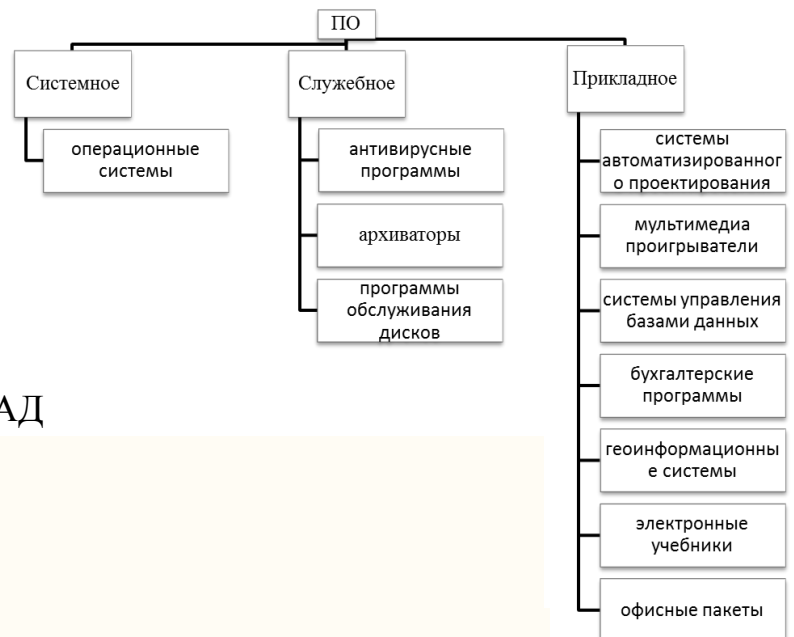 ПО
Системное
операционные
системы
Служебное
антивирусные
программы
архиваторы
программы
обслуживания
дисков
Прикладное
системы
автоматизированног
о проектирования
мультимедиа
проигрыватели
системы управления
базами данных
бухгалтерские
программы
геоинформационны
е системы
электронные
учебники
офисные пакеты
АД